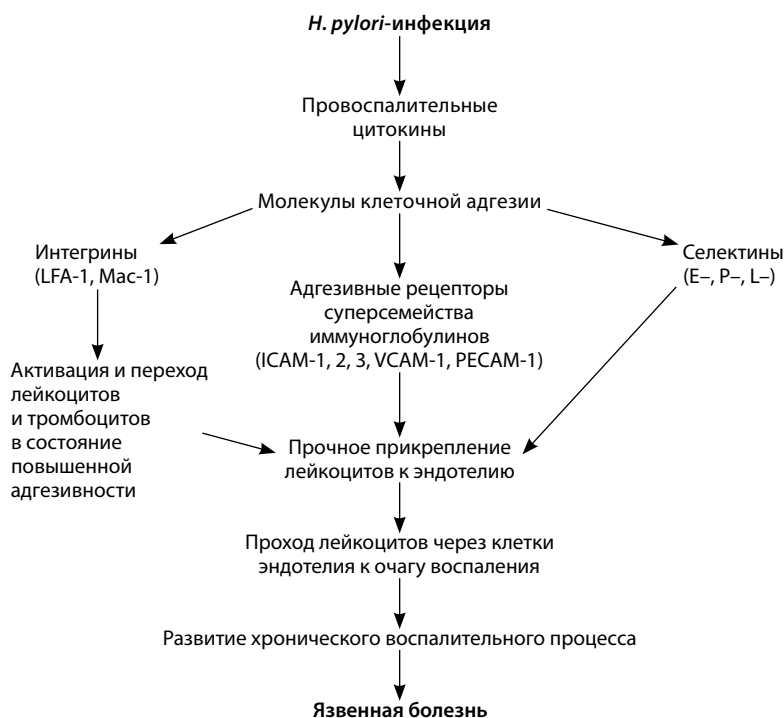 H. pylori-инфекция
Провоспалительные
цитокины
Молекулы клеточной адгезии
Интегрины
(LFA-1, Mac-1)
Адгезивные рецепторы
суперсемейства
иммуноглобулинов
(ICAM-1, 2, 3, VCAM-1, PECAM-1)
Селектины
(E–, P–, L–)
Активация и переход
лейкоцитов
и тромбоцитов
в состояние
повышенной
адгезивности
Прочное прикрепление
лейкоцитов к эндотелию
Проход лейкоцитов через клетки
эндотелия к очагу воспаления
Развитие хронического воспалительного процесса
Язвенная болезнь